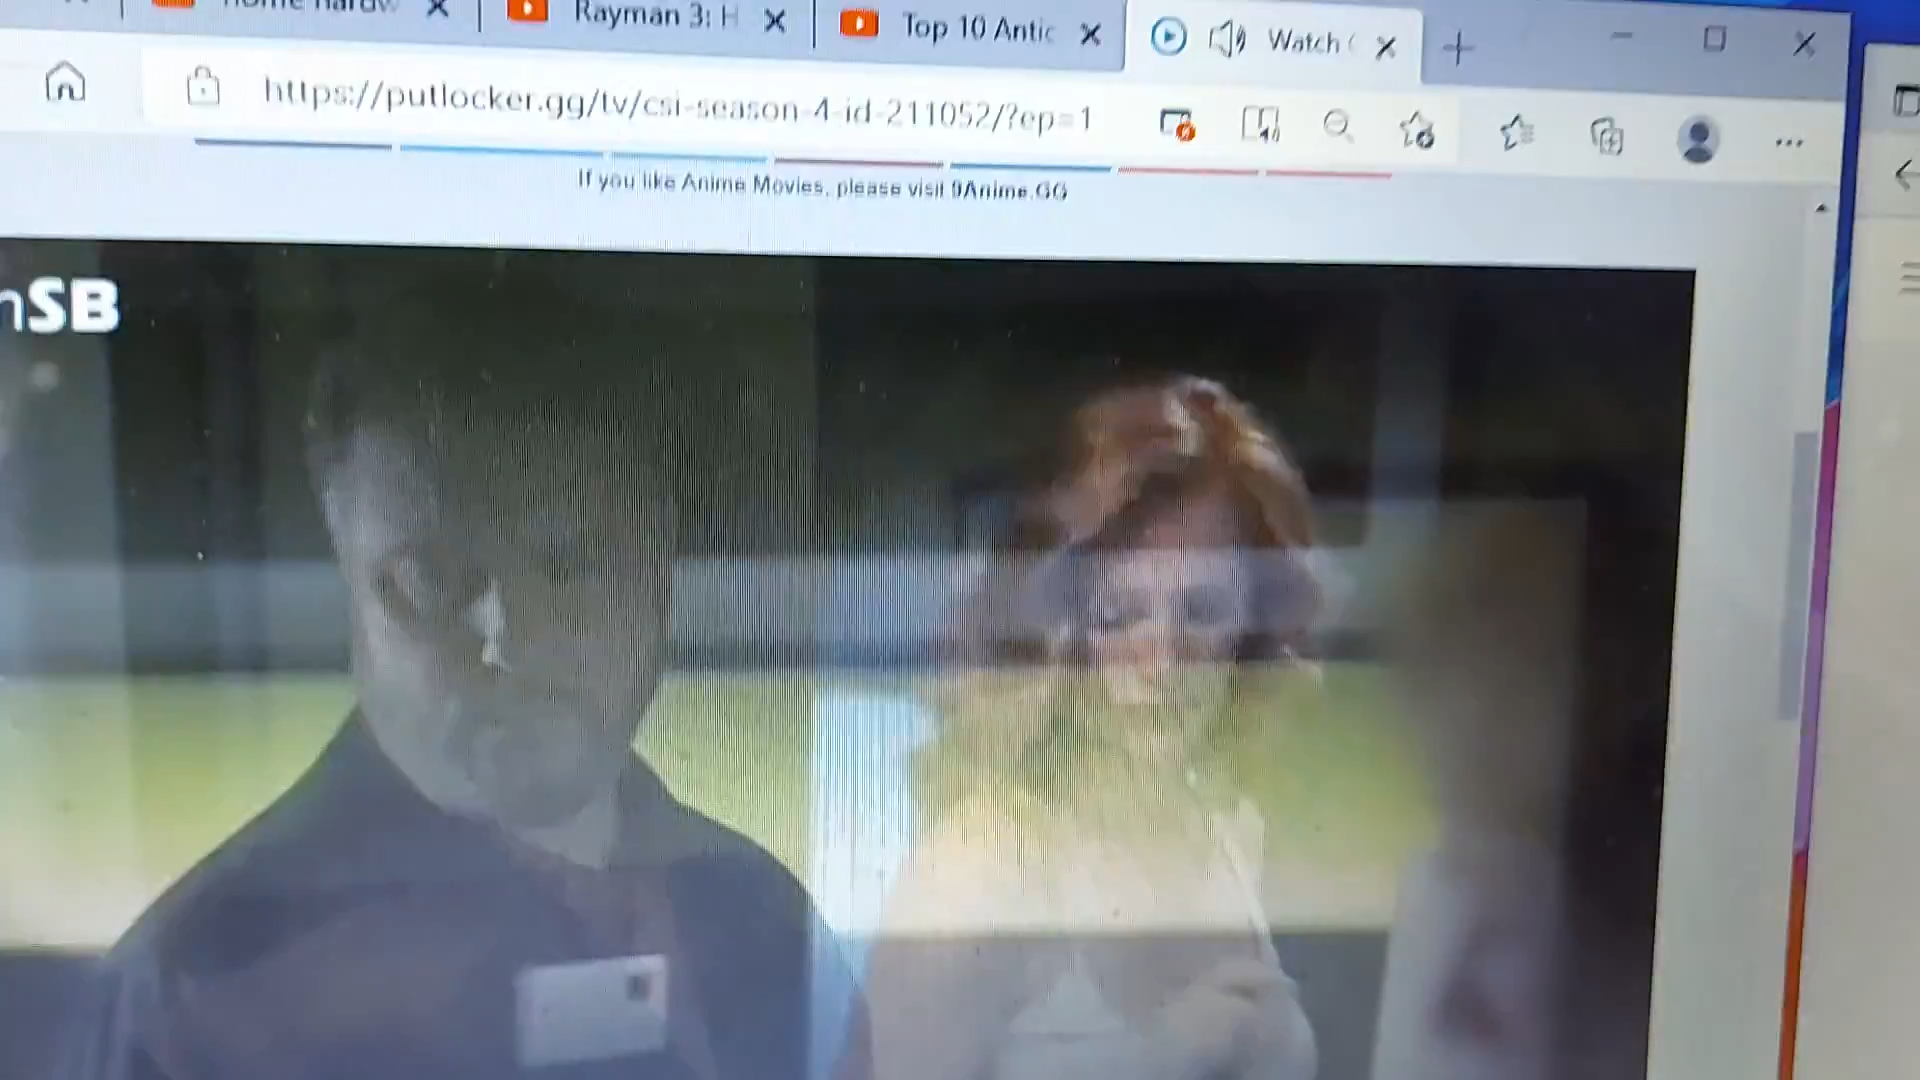 Rayman 3: H
Top 10 Antic
Watch
https://putlocker.gg/tv/csi-season-4-id-211052/?ep=1
If you like Anime Movies, please visit 9Anime.GG
SB